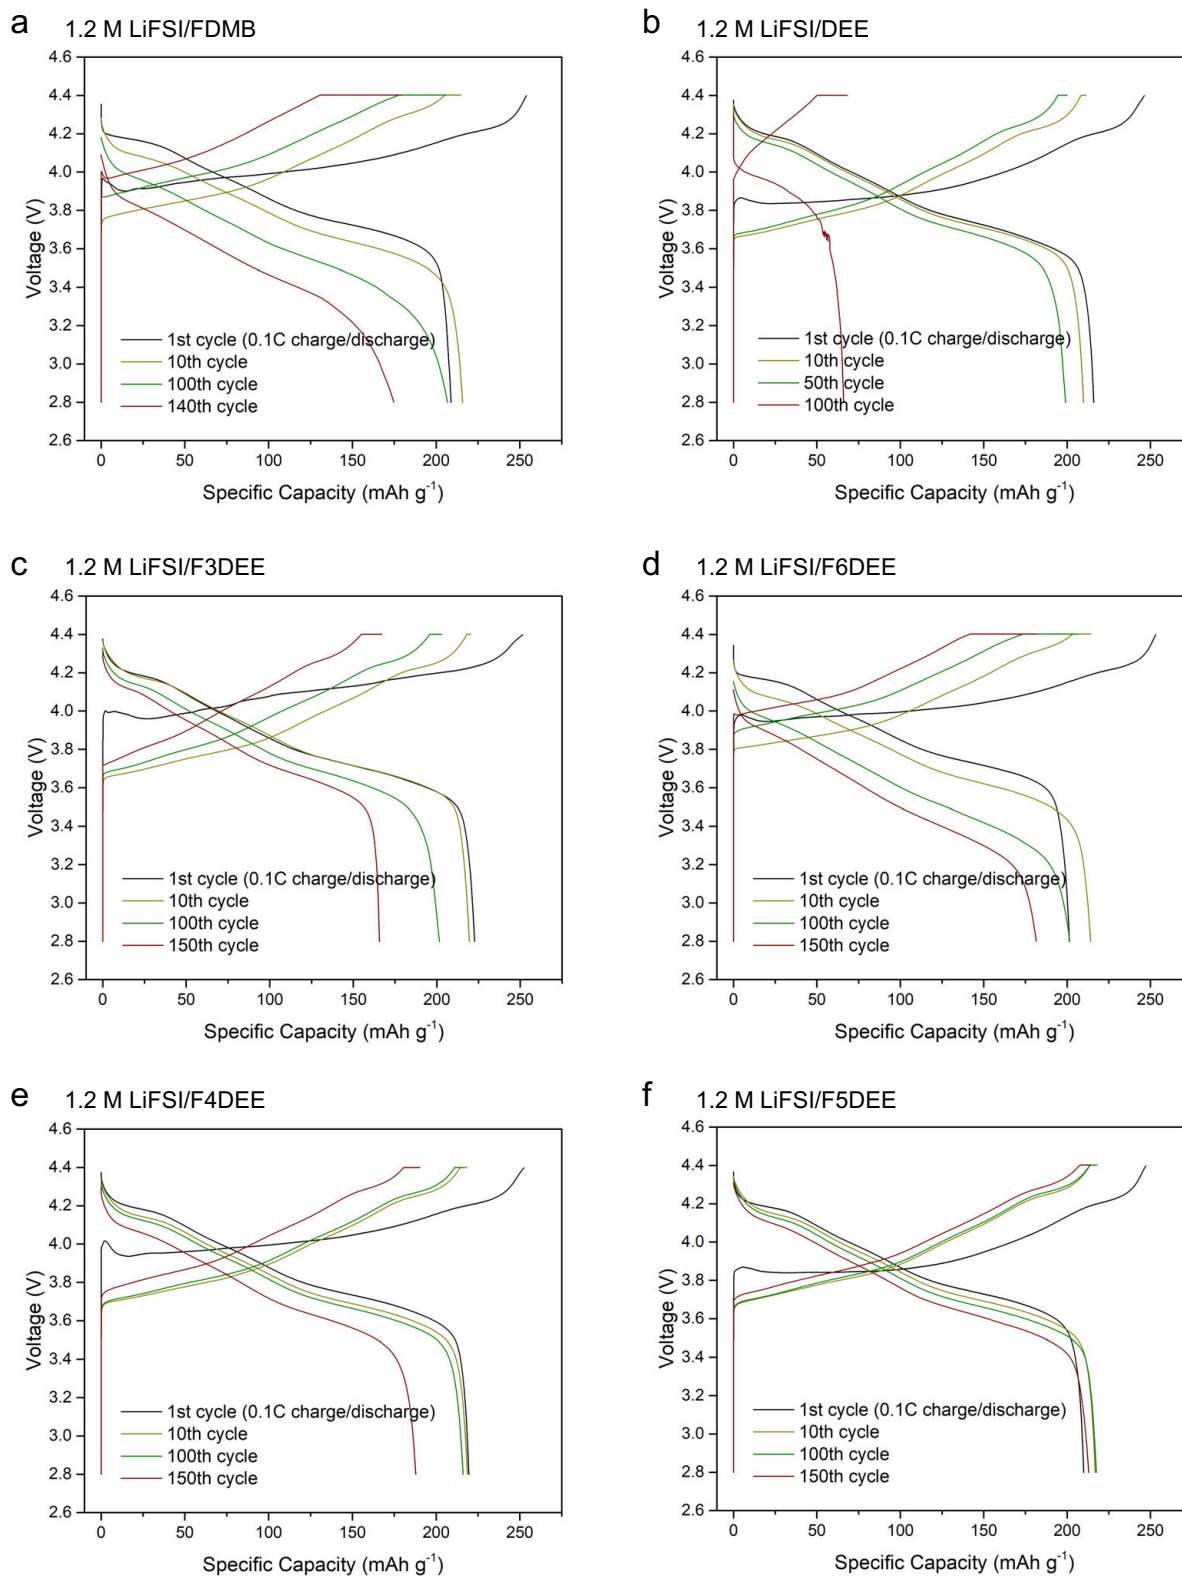 a 1.2 M LiFSI/FDMB
4.6
4.4
4.2
4.0
3.8
3.6
3.4
3.2
3.0
2.8
2.6
Voltage (V)
1st cycle (0.1C charge/discharge)
10th cycle
100th cycle
140th cycle
0 50 100 150 200 250
Specific Capacity (mAh g⁻¹)
b 1.2 M LiFSI/DEE
4.6
4.4
4.2
4.0
3.8
3.6
3.4
3.2
3.0
2.8
2.6
Voltage (V)
1st cycle (0.1C charge/discharge)
10th cycle
50th cycle
100th cycle
0 50 100 150 200 250
Specific Capacity (mAh g⁻¹)
c 1.2 M LiFSI/F3DEE
4.6
4.4
4.2
4.0
3.8
3.6
3.4
3.2
3.0
2.8
2.6
Voltage (V)
1st cycle (0.1C charge/discharge)
10th cycle
100th cycle
150th cycle
0 50 100 150 200 250
Specific Capacity (mAh g⁻¹)
d 1.2 M LiFSI/F6DEE
4.6
4.4
4.2
4.0
3.8
3.6
3.4
3.2
3.0
2.8
2.6
Voltage (V)
1st cycle (0.1C charge/discharge)
10th cycle
100th cycle
150th cycle
0 50 100 150 200 250
Specific Capacity (mAh g⁻¹)
e 1.2 M LiFSI/F4DEE
4.6
4.4
4.2
4.0
3.8
3.6
3.4
3.2
3.0
2.8
2.6
Voltage (V)
1st cycle (0.1C charge/discharge)
10th cycle
100th cycle
150th cycle
0 50 100 150 200 250
Specific Capacity (mAh g⁻¹)
f 1.2 M LiFSI/F5DEE
4.6
4.4
4.2
4.0
3.8
3.6
3.4
3.2
3.0
2.8
2.6
Voltage (V)
1st cycle (0.1C charge/discharge)
10th cycle
100th cycle
150th cycle
0 50 100 150 200 250
Specific Capacity (mAh g⁻¹)